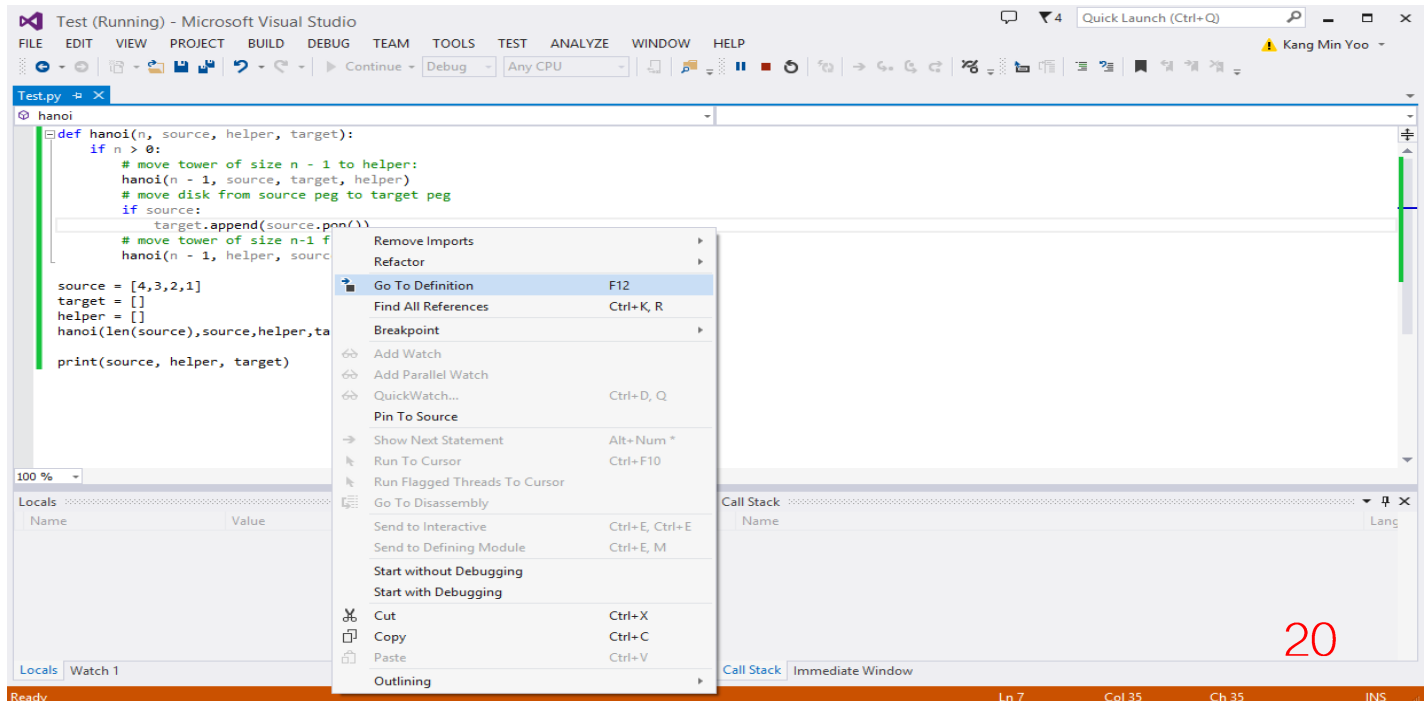 Test (Running) - Microsoft Visual Studio
4
Quick Launch (Ctrl+Q)
FILE EDIT VIEW PROJECT BUILD DEBUG TEAM TOOLS TEST ANALYZE WINDOW HELP
Kang Min Yoo
Continue Debug Any CPU
Test.py
hanoi
def hanoi(n, source, helper, target):
if n > 0:
# move tower of size n - 1 to helper:
hanoi(n - 1, source, target, helper)
# move disk from source peg to target peg
if source:
target.append(source.pop())
# move tower of size n-1 f
hanoi(n - 1, helper, sourc
source = [4,3,2,1]
target = []
helper = []
hanoi(len(source),source,helper,ta
print(source, helper, target)
Remove Imports
Refactor
Go To Definition F12
Find All References Ctrl+K, R
Breakpoint
Add Watch
Add Parallel Watch
QuickWatch... Ctrl+D, Q
Pin To Source
Show Next Statement Alt+Num *
Run To Cursor Ctrl+F10
Run Flagged Threads To Cursor
Go To Disassembly
Send to Interactive Ctrl+E, Ctrl+E
Send to Defining Module Ctrl+E, M
Start without Debugging
Start with Debugging
Cut Ctrl+X
Copy Ctrl+C
Paste Ctrl+V
Outlining
100 %
Locals
Name Value
Call Stack
Name Lang
20
Locals Watch 1
Call Stack Immediate Window
Ready Ln 7 Col 35 Ch 35 INS